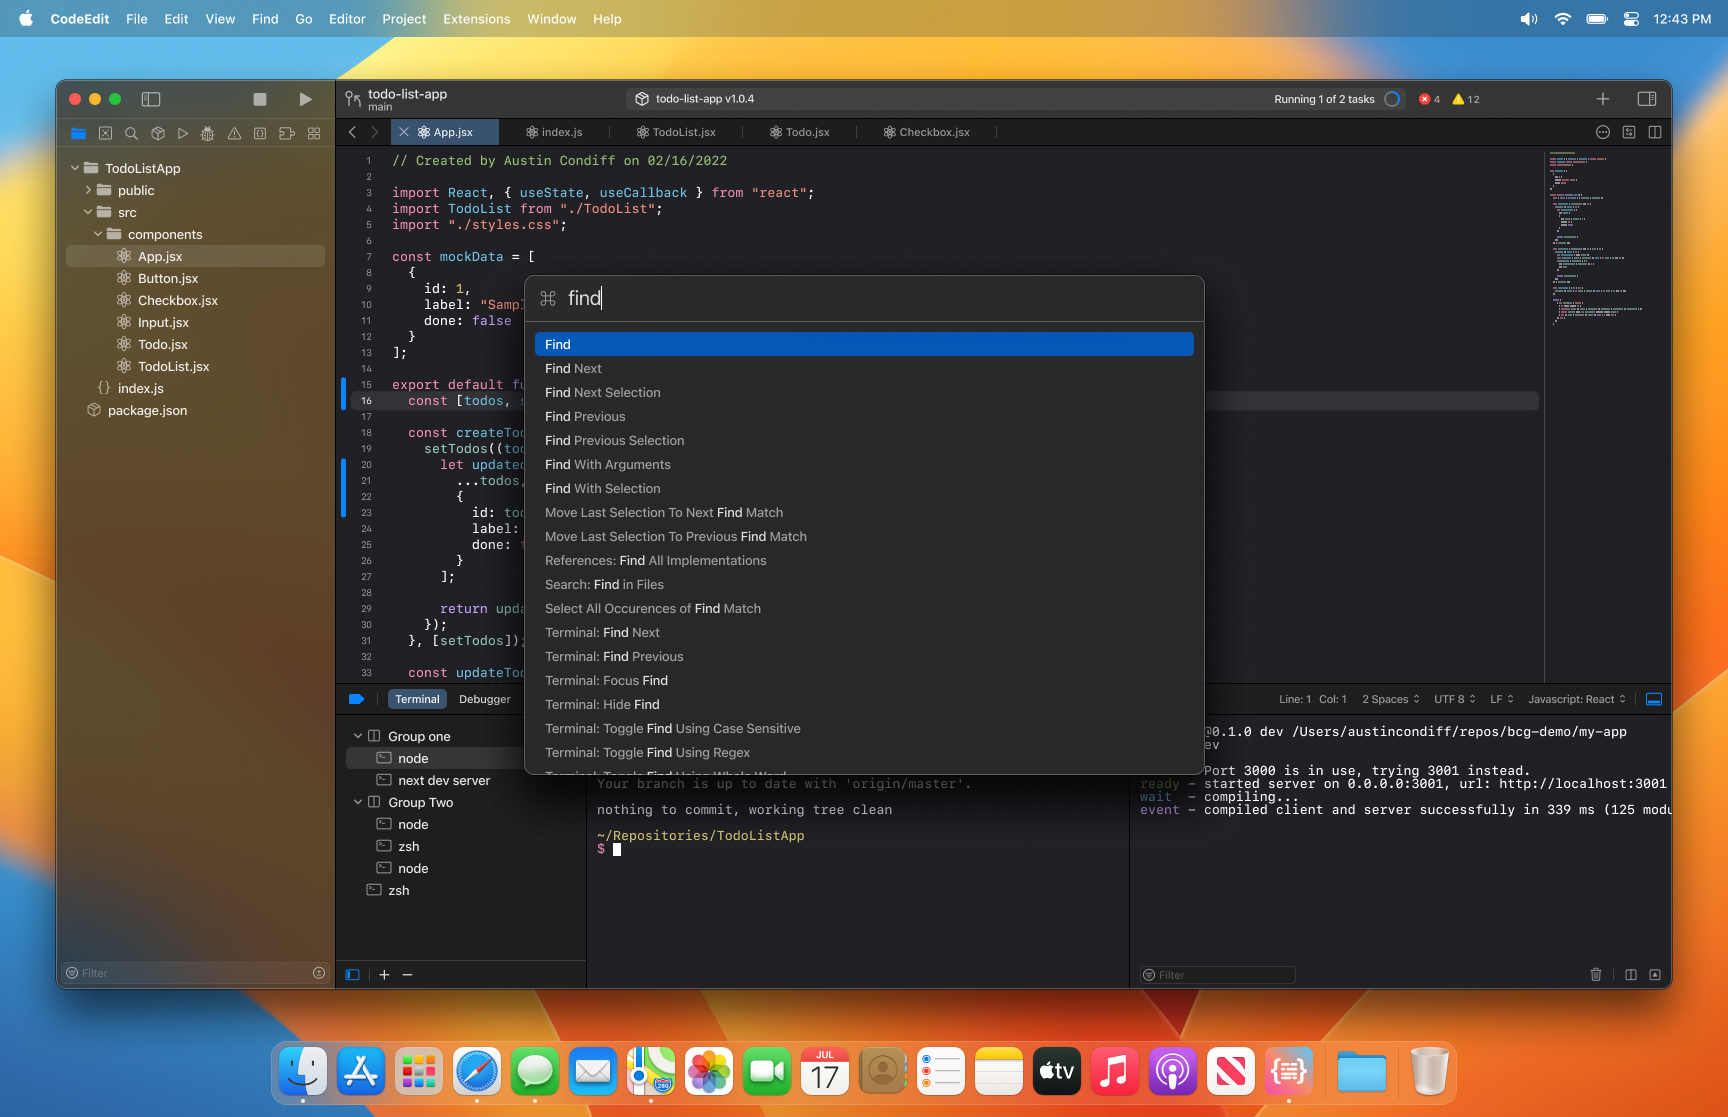 CodeEdit File Edit View Find Go Editor Project Extensions Window Help
12:43 PM
todo-list-app
main
todo-list-app v1.0.4
Running 1 of 2 tasks
4
12
App.jsx
index.js
TodoList.jsx
Todo.jsx
Checkbox.jsx
TodoListApp
public
src
components
App.jsx
Button.jsx
Checkbox.jsx
Input.jsx
Todo.jsx
TodoList.jsx
index.js
package.json
Filter
1 // Created by Austin Condiff on 02/16/2022
2
3 import React, { useState, useCallback } from "react";
4 import TodoList from "./TodoList";
5 import "./styles.css";
6
7 const mockData = [
8 {
9 id: 1,
10 label: "Sampl
11 done: false
12 }
13 ];
14
15 export default fu
16 const [todos, s
17
18 const createTod
19 setTodos((tod
20 let updated
21 ...todos,
22 {
23 id: tod
24 label:
25 done: f
26 }
27 ];
28
29 return upda
30 });
31 }, [setTodos]);
32
33 const updateTod
find
Find
Find Next
Find Next Selection
Find Previous
Find Previous Selection
Find With Arguments
Find With Selection
Move Last Selection To Next Find Match
Move Last Selection To Previous Find Match
References: Find All Implementations
Search: Find in Files
Select All Occurences of Find Match
Terminal: Find Next
Terminal: Find Previous
Terminal: Focus Find
Terminal: Hide Find
Terminal: Toggle Find Using Case Sensitive
Terminal: Toggle Find Using Regex
Terminal: Toggle Find Using Whole Word
Terminal
Debugger
Line: 1 Col: 1
2 Spaces
UTF 8
LF
Javascript: React
Group one
node
next dev server
Group Two
node
zsh
node
zsh
Your branch is up to date with 'origin/master'.
nothing to commit, working tree clean
~/Repositories/TodoListApp
$
@0.1.0 dev /Users/austincondiff/repos/bcg-demo/my-app
ev
Port 3000 is in use, trying 3001 instead.
ready – started server on 0.0.0.0:3001, url: http://localhost:3001
wait – compiling...
event – compiled client and server successfully in 339 ms (125 modu
Filter
280
JUL
17
tv